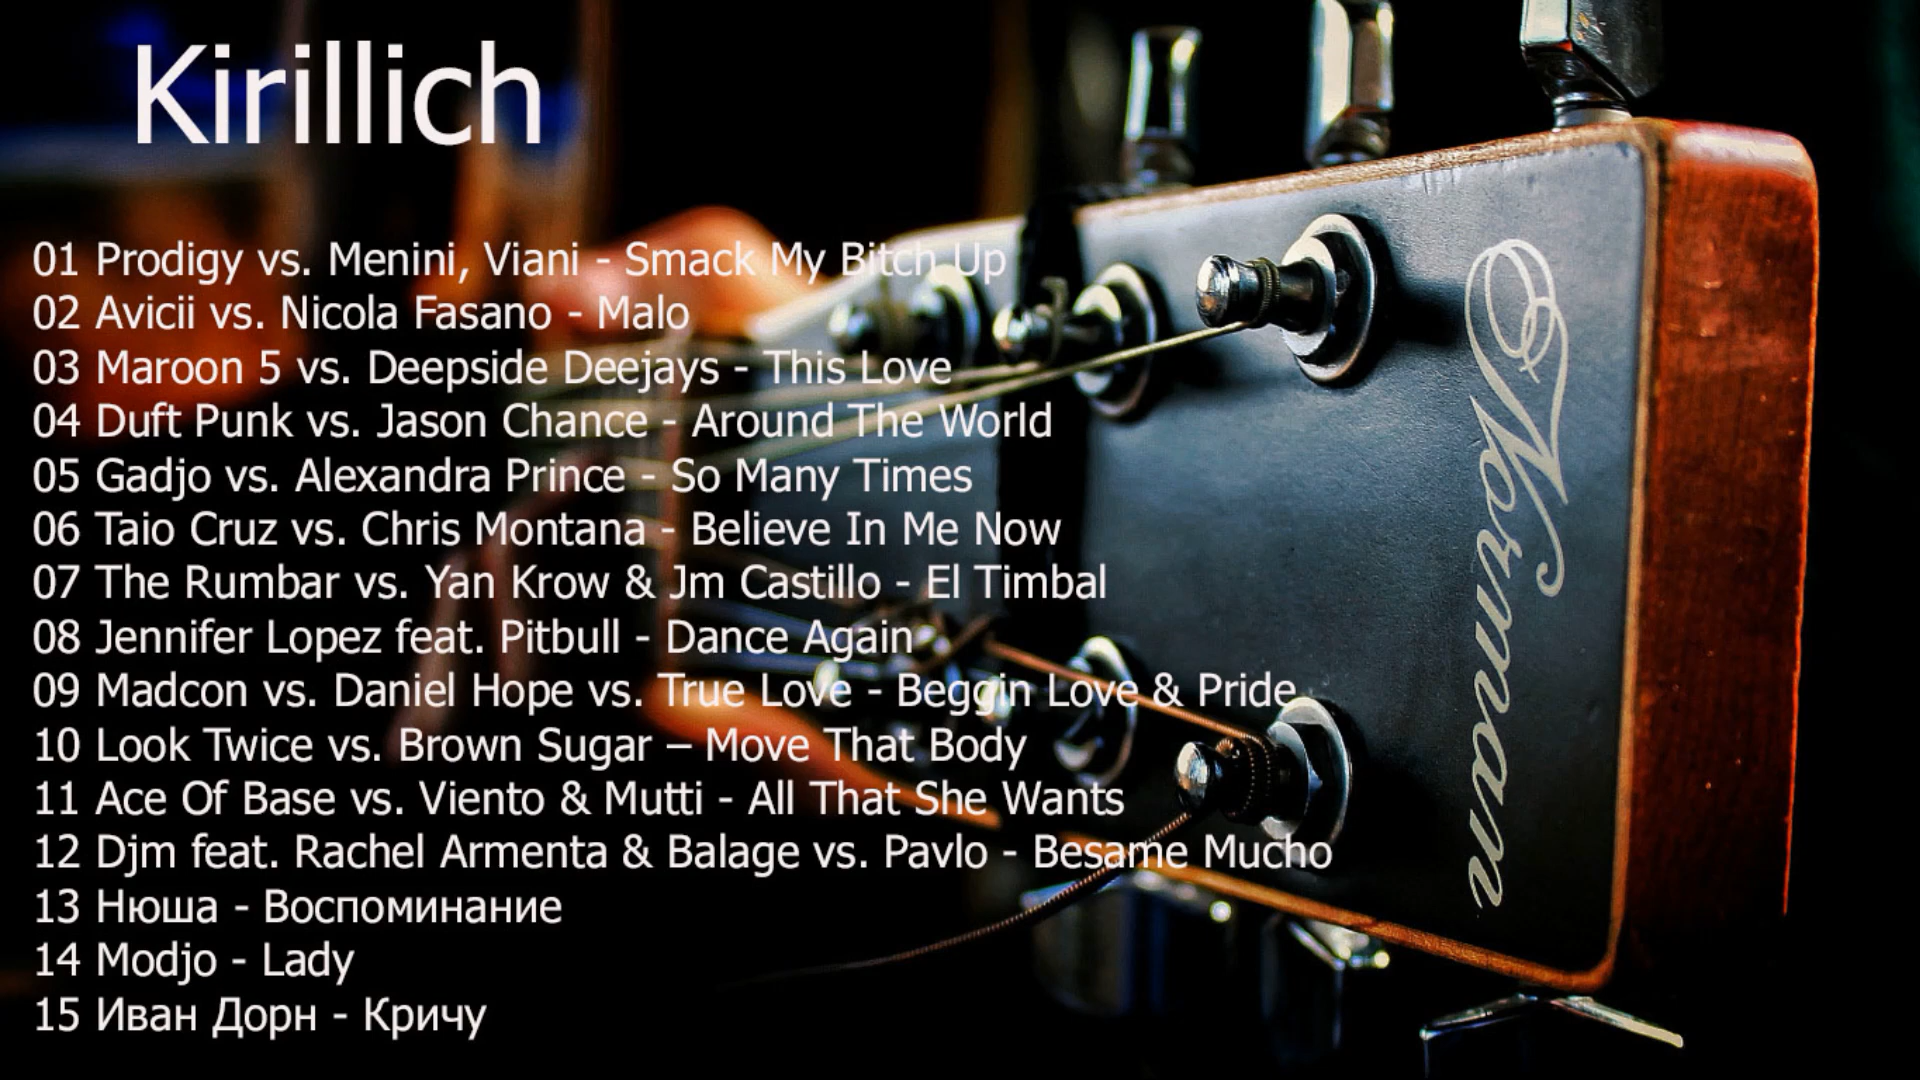 Kirillich
01 Prodigy vs. Menini, Viani - Smack My Bitch Up
02 Avicii vs. Nicola Fasano - Malo
03 Maroon 5 vs. Deepside Deejays - This Love
04 Duft Punk vs. Jason Chance - Around The World
05 Gadjo vs. Alexandra Prince - So Many Times
06 Taio Cruz vs. Chris Montana - Believe In Me Now
07 The Rumbar vs. Yan Krow & Jm Castillo - El Timbal
08 Jennifer Lopez feat. Pitbull - Dance Again
09 Madcon vs. Daniel Hope vs. True Love - Beggin Love & Pride
10 Look Twice vs. Brown Sugar – Move That Body
11 Ace Of Base vs. Viento & Mutti - All That She Wants
12 Djm feat. Rachel Armenta & Balage vs. Pavlo - Besame Mucho
13 Нюша - Воспоминание
14 Modjo - Lady
15 Иван Дорн - Кричу
Norman